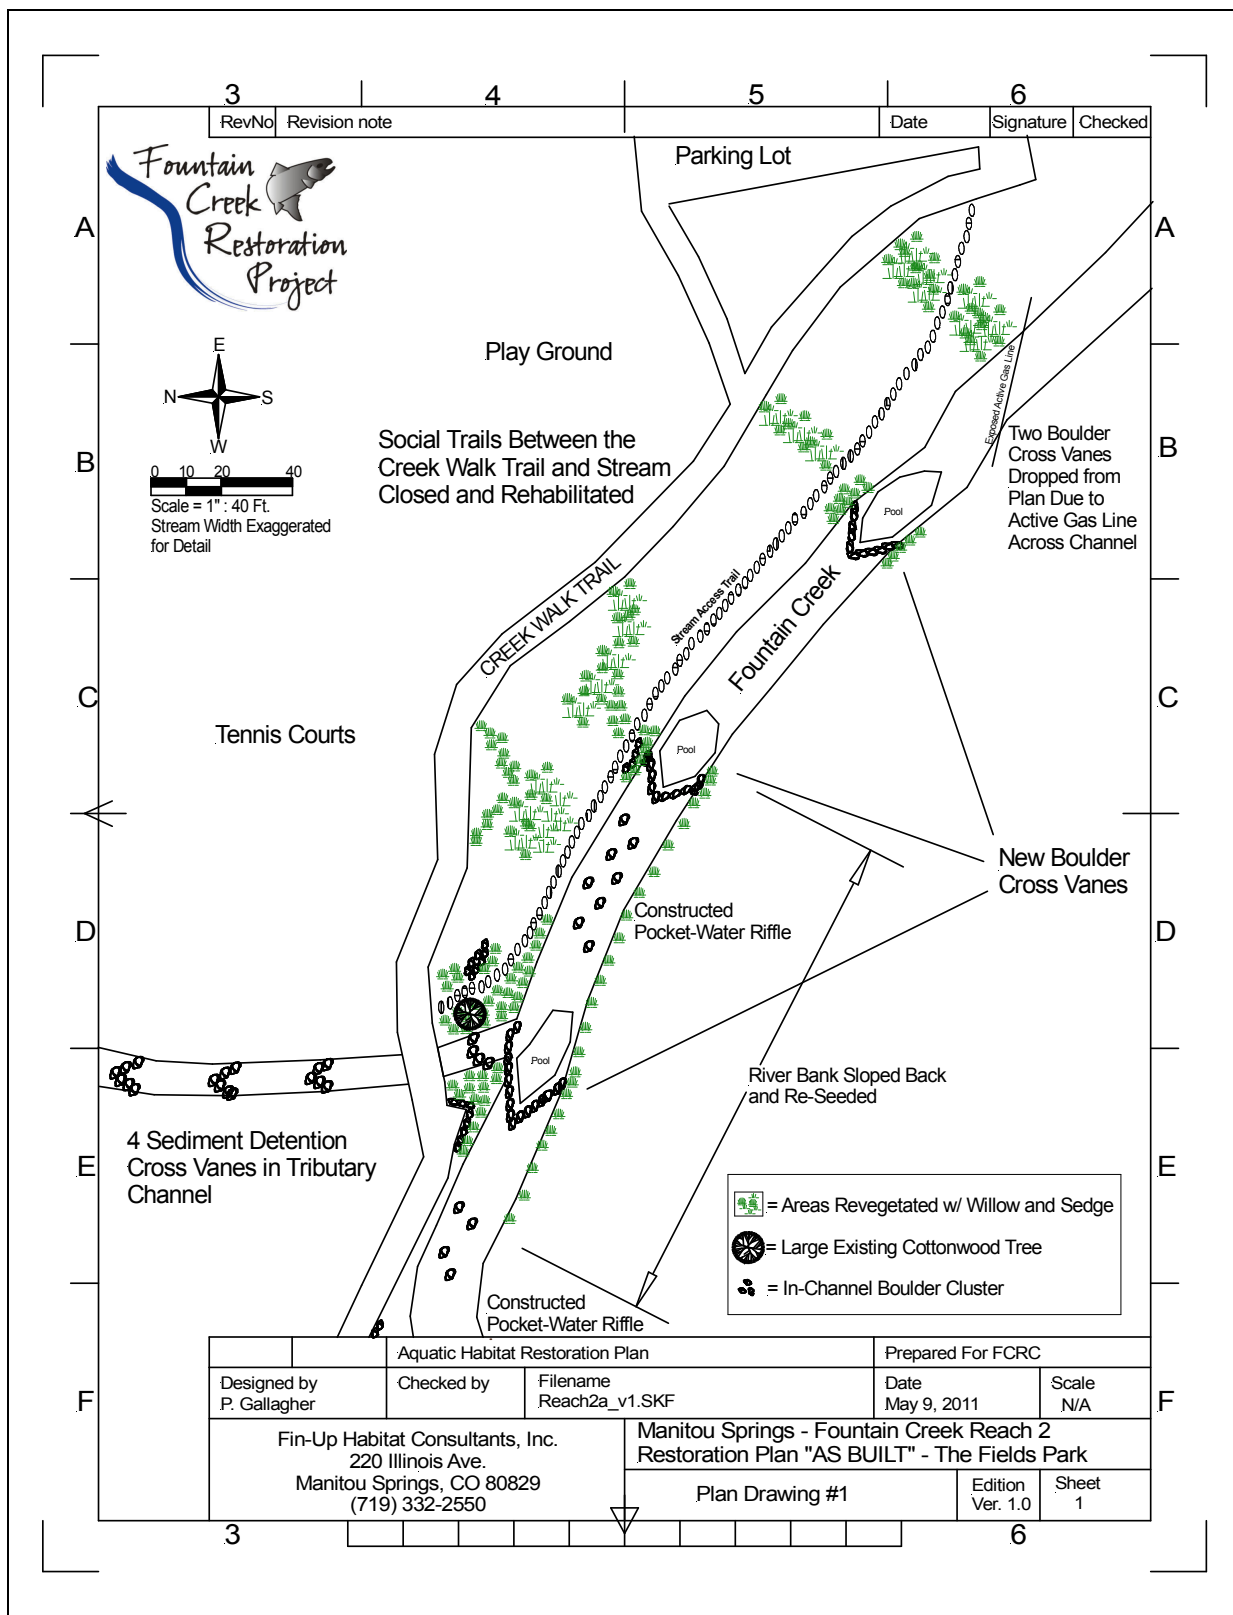 3 4 5 6
RevNo Revision note Date Signature Checked
Fountain
Creek
Restoration
Project
Parking Lot
A A
Play Ground
E
N S
W
B B
Social Trails Between the
Creek Walk Trail and Stream
Closed and Rehabilitated
0 10 20 40
Scale = 1" : 40 Ft.
Stream Width Exaggerated
for Detail
Exposed Active Gas Line
Two Boulder
Cross Vanes
Dropped from
Plan Due to
Active Gas Line
Across Channel
Pool
CREEK WALK TRAIL
Stream Access Trail
Fountain Creek
C C
Tennis Courts
Pool
New Boulder
Cross Vanes
Constructed
Pocket-Water Riffle
D D
Pool
River Bank Sloped Back
and Re-Seeded
4 Sediment Detention
Cross Vanes in Tributary
Channel
E E
= Areas Revegetated w/ Willow and Sedge
= Large Existing Cottonwood Tree
= In-Channel Boulder Cluster
Constructed
Pocket-Water Riffle
Aquatic Habitat Restoration Plan
Prepared For FCRC
F F
Designed by
P. Gallagher
Checked by
Filename
Reach2a_v1.SKF
Date
May 9, 2011
Scale
N/A
Fin-Up Habitat Consultants, Inc.
220 Illinois Ave.
Manitou Springs, CO 80829
(719) 332-2550
Manitou Springs - Fountain Creek Reach 2
Restoration Plan "AS BUILT" - The Fields Park
Plan Drawing #1
Edition
Ver. 1.0
Sheet
1
3 6